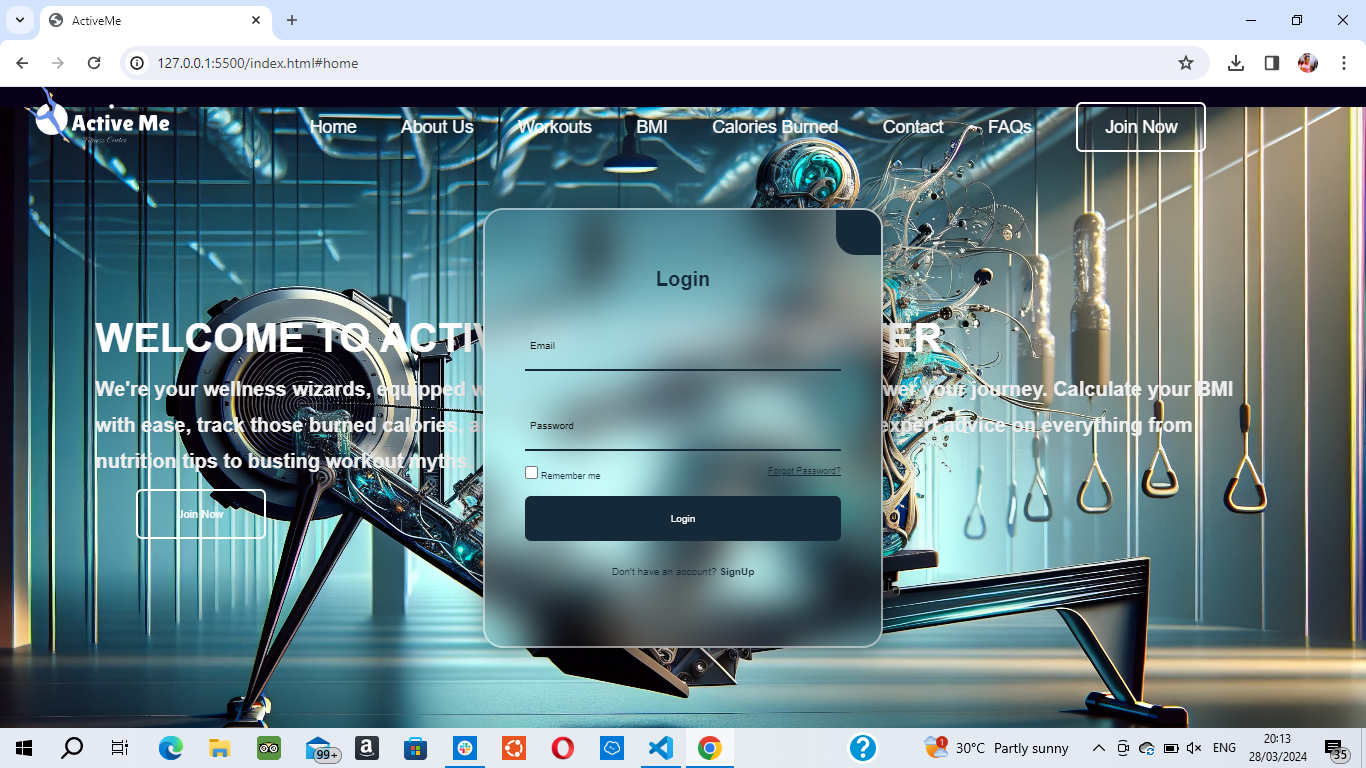 ActiveMe
127.0.0.1:5500/index.html#home
Active Me
Fitness Center
Home About Us Workouts BMI Calories Burned Contact FAQs Join Now
Login
WELCOME TO ACTIV ER
Email
We're your wellness wizards, equipped w wer your journey. Calculate your BMI
with ease, track those burned calories, a expert advice on everything from
Password
nutrition tips to busting workout myths.
Remember me Forgot Password?
Join Now
Login
Don't have an account? SignUp
99+
1
30°C Partly sunny
ENG
20:13
28/03/2024
35